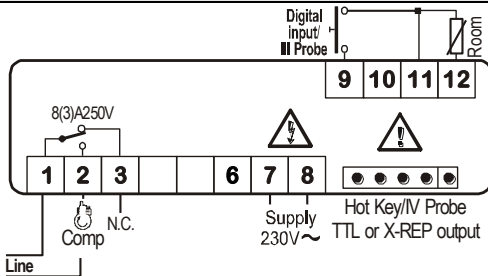 Digital
input/
III Probe
Room
9 10 11 12
8(3)A250V
1 2 3 6 7 8
Comp
N.C.
Supply
230V~
Hot Key/IV Probe
TTL or X-REP output
Line